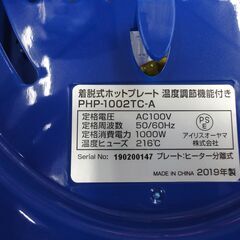 着脱式ホットプレート 温度調節機能付き
PHP-1002TC-A
定格電圧 AC100V
定格周波数 50/60Hz
定格消費電力 1000W
温度ヒューズ 216℃
PSE
アイリスオーヤマ
株式会社
Serial No: 190200147 プレート:ヒーター分離式
MADE IN CHINA 2019年製